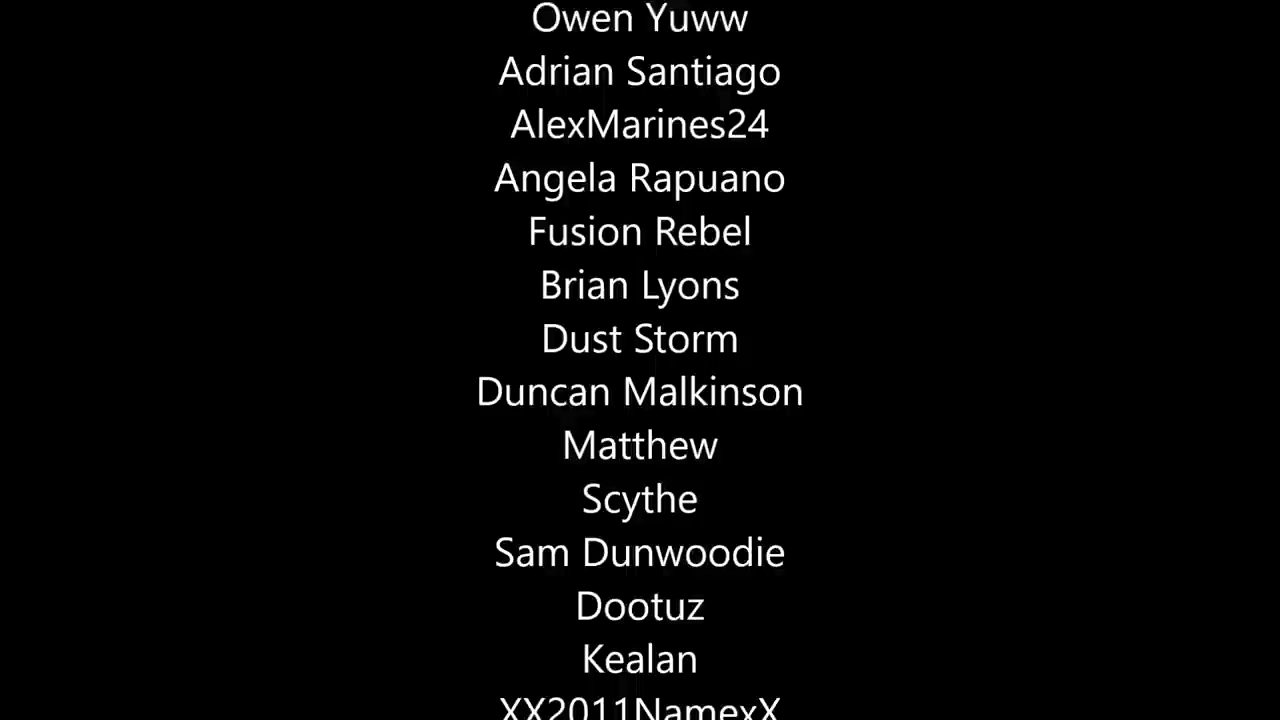 Owen Yuww
Adrian Santiago
AlexMarines24
Angela Rapuano
Fusion Rebel
Brian Lyons
Dust Storm
Duncan Malkinson
Matthew
Scythe
Sam Dunwoodie
Dootuz
Kealan
XX2011NamexX